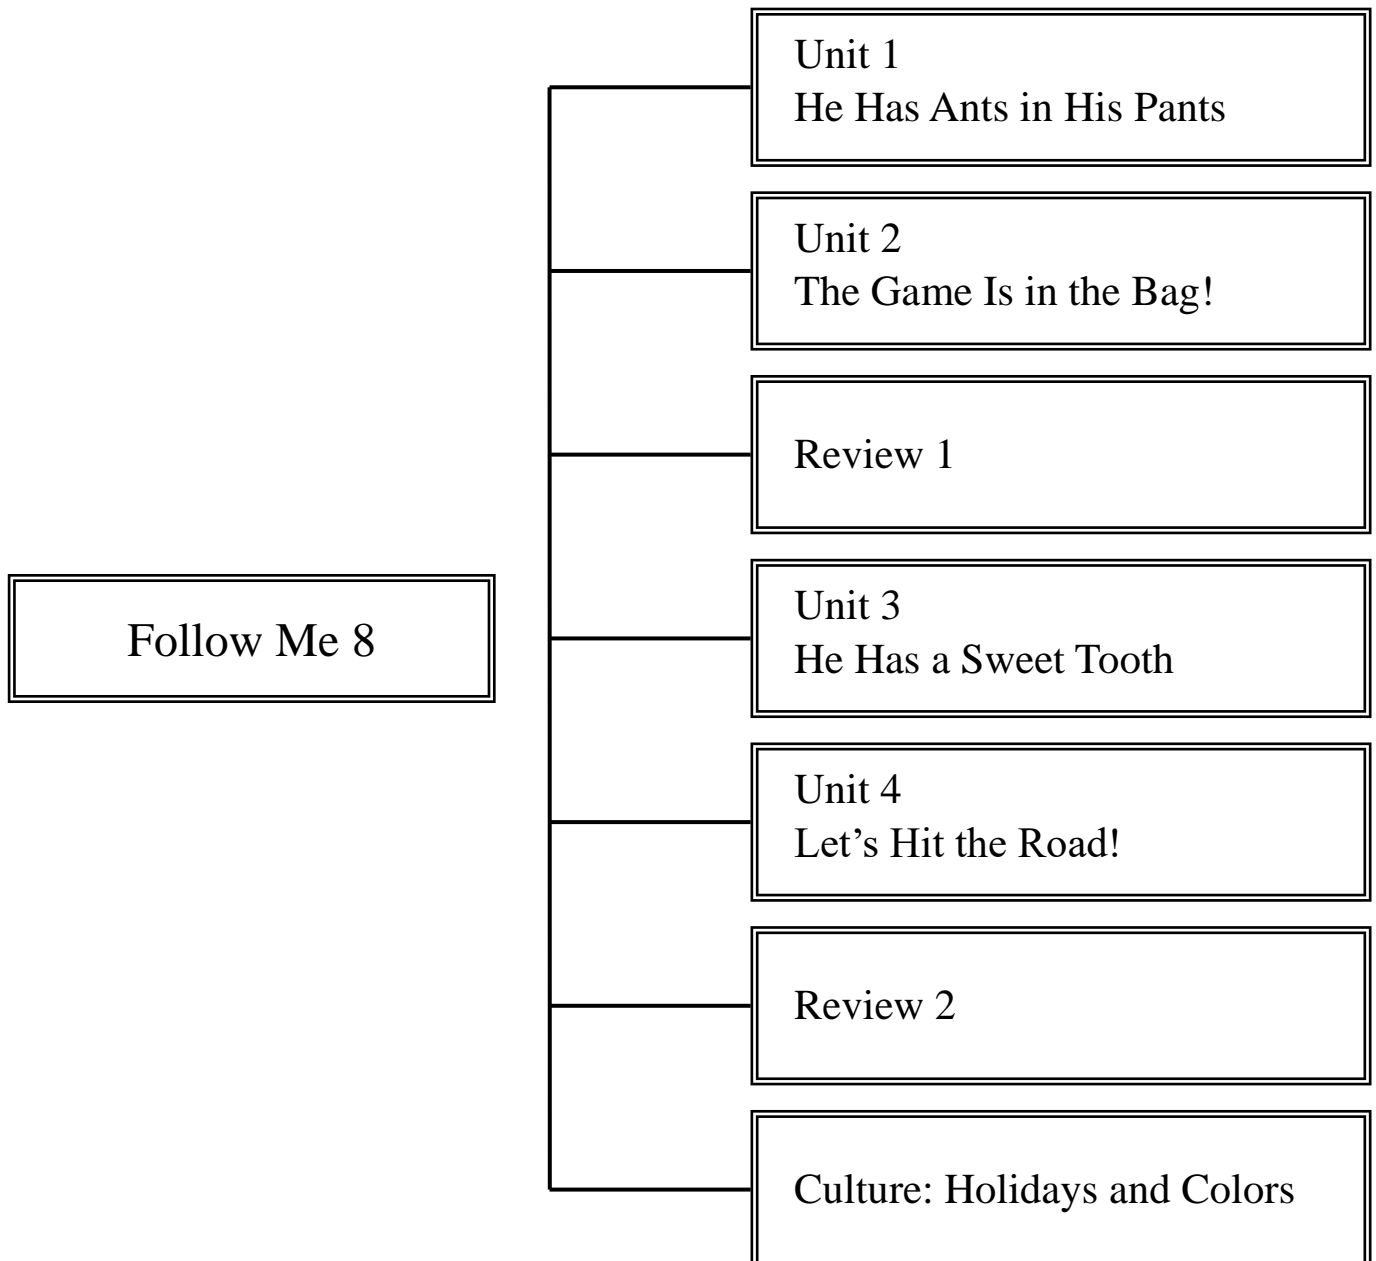 Follow Me 8
Unit 1
He Has Ants in His Pants
Unit 2
The Game Is in the Bag!
Review 1
Unit 3
He Has a Sweet Tooth
Unit 4
Let’s Hit the Road!
Review 2
Culture: Holidays and Colors